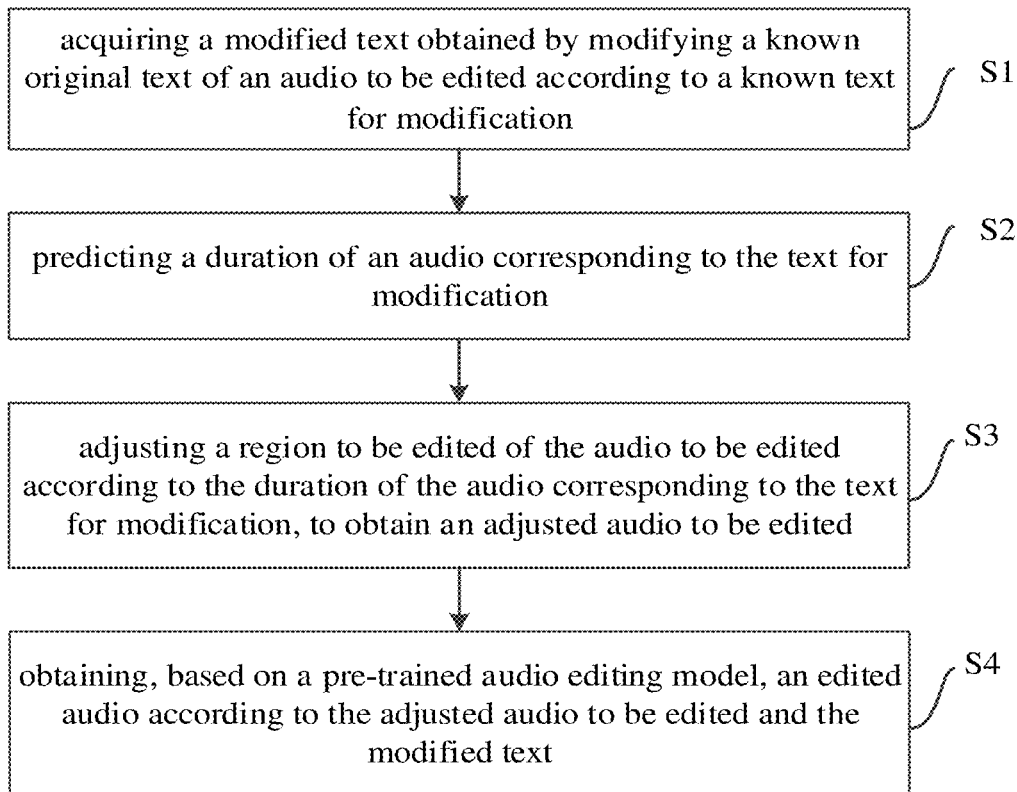 acquiring a modified text obtained by modifying a known
original text of an audio to be edited according to a known text
for modification
S1
predicting a duration of an audio corresponding to the text for
modification
S2
adjusting a region to be edited of the audio to be edited
according to the duration of the audio corresponding to the text
for modification, to obtain an adjusted audio to be edited
S3
obtaining, based on a pre-trained audio editing model, an edited
audio according to the adjusted audio to be edited and the
modified text
S4